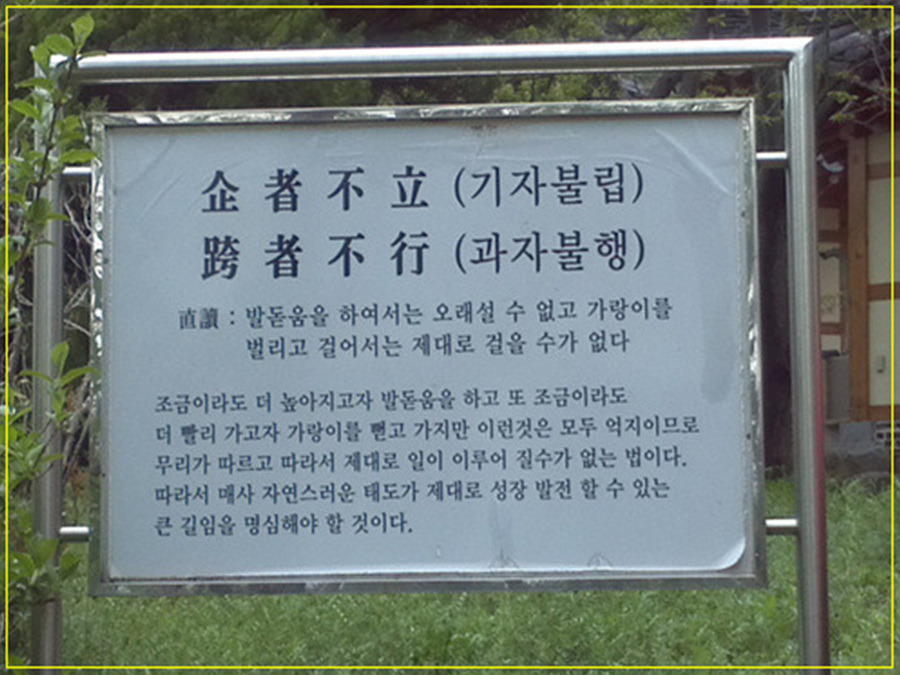 企者不立 (기자불립)
跨者不行 (과자불행)
直讀 : 발돋움을 하여서는 오래설 수 없고 가랑이를
벌리고 걸어서는 제대로 걸을 수가 없다
조금이라도 더 높아지고자 발돋움을 하고 또 조금이라도
더 빨리 가고자 가랑이를 뻗고 가지만 이런것은 모두 억지이므로
무리가 따르고 따라서 제대로 일이 이루어 질수가 없는 법이다.
따라서 매사 자연스러운 태도가 제대로 성장 발전 할 수 있는
큰 길임을 명심해야 할 것이다.